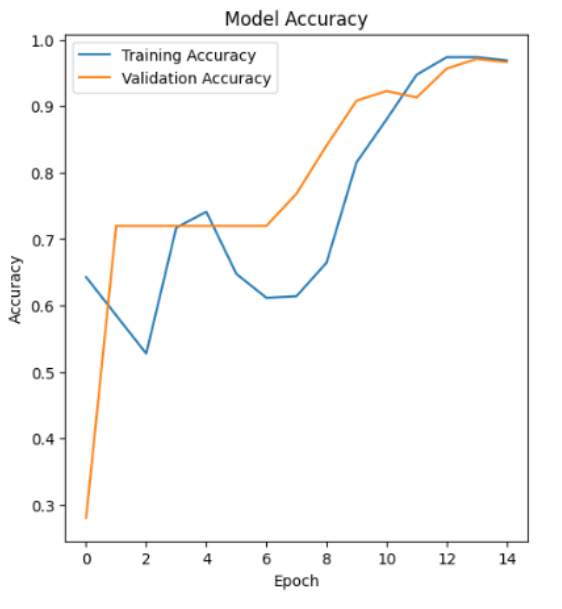 Model Accuracy
Training Accuracy
Validation Accuracy
1.0
0.9
0.8
0.7
0.6
0.5
0.4
0.3
Accuracy
0 2 4 6 8 10 12 14
Epoch